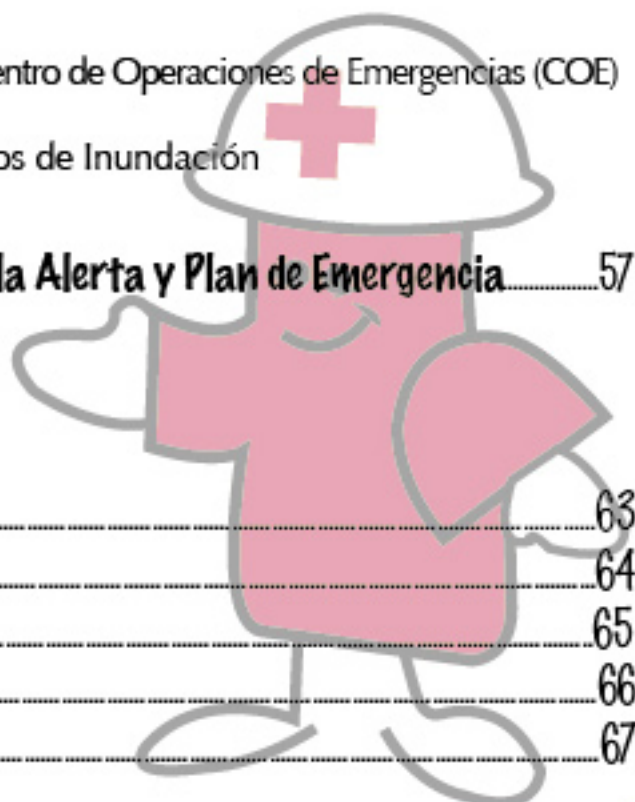 entro de Operaciones de Emergencias (COE)
os de Inundación
la Alerta y Plan de Emergencia..............57
63
64
65
66
67